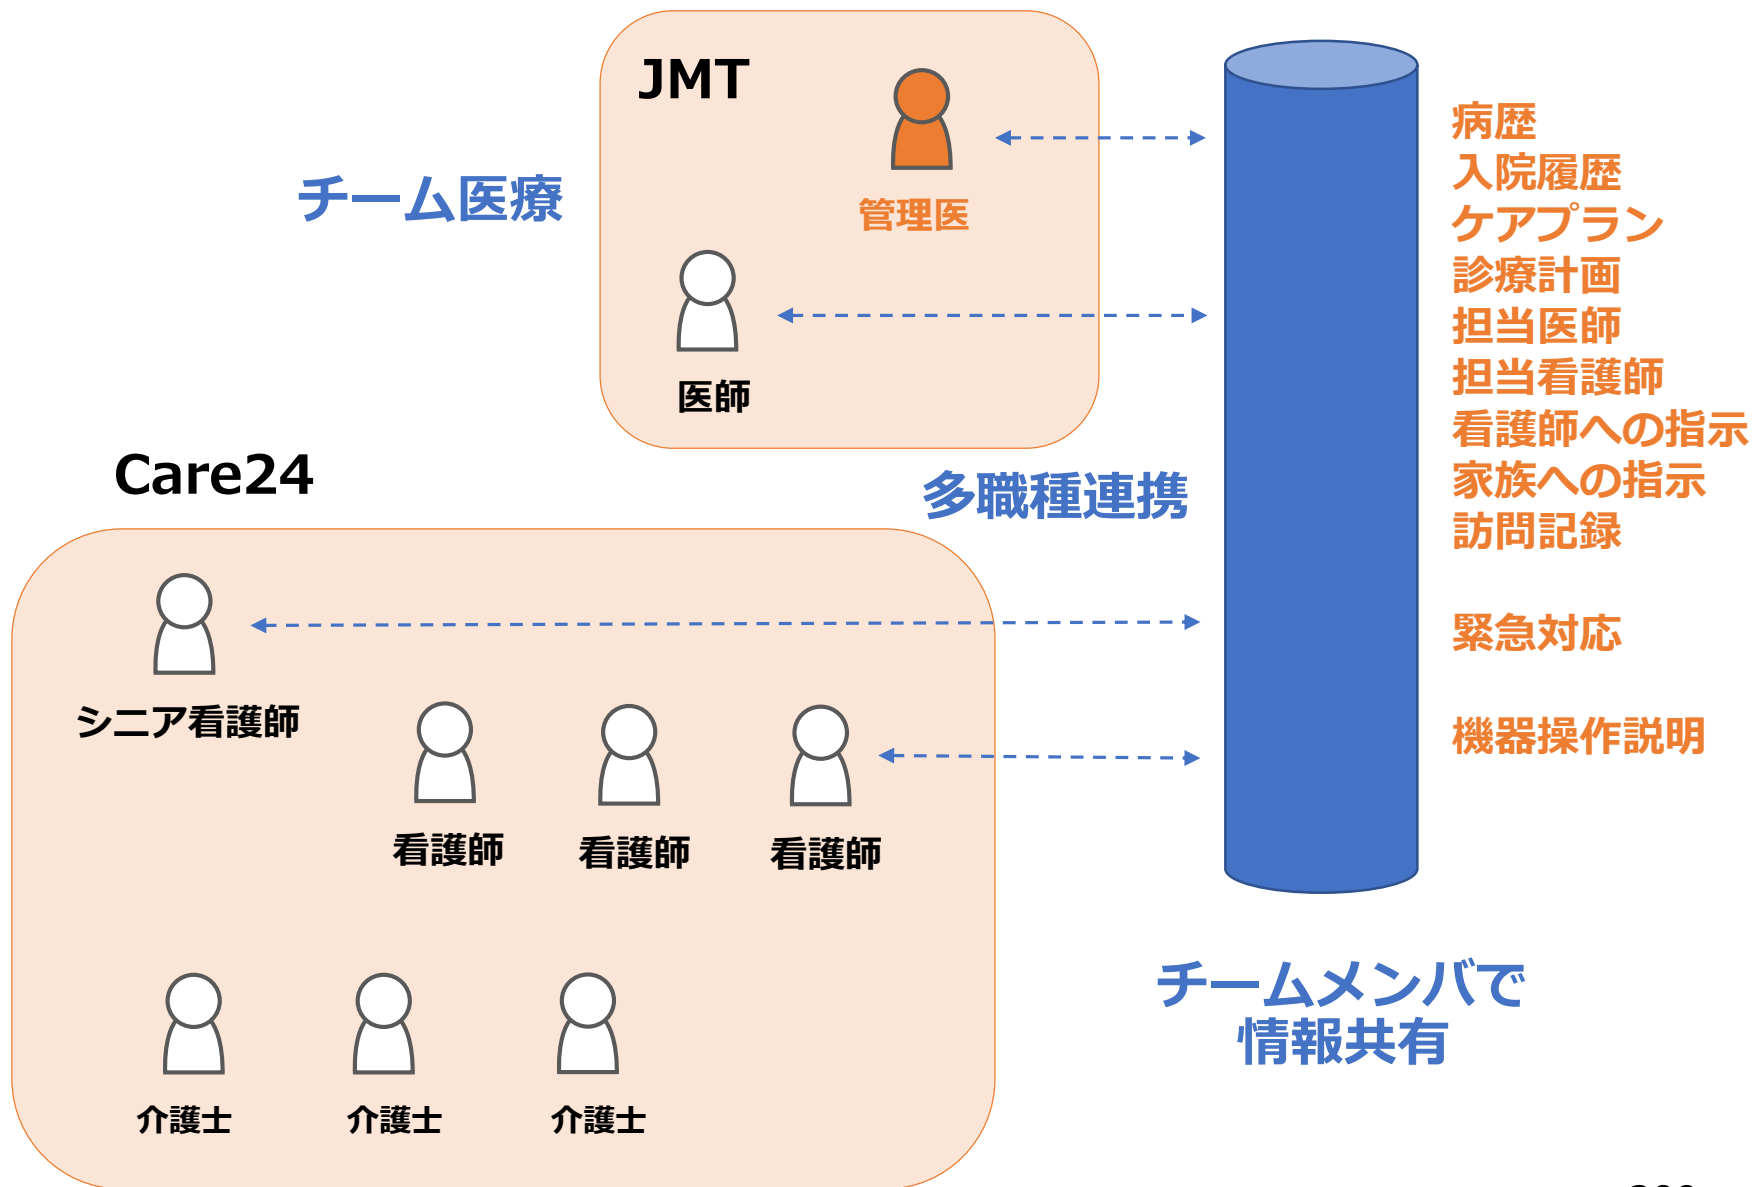 JMT
管理医
チーム医療
医師
Care24
多職種連携
シニア看護師
看護師
看護師
看護師
介護士
介護士
介護士
病歴
入院履歴
ケアプラン
診療計画
担当医師
担当看護師
看護師への指示
家族への指示
訪問記録
緊急対応
機器操作説明
チームメンバで
情報共有